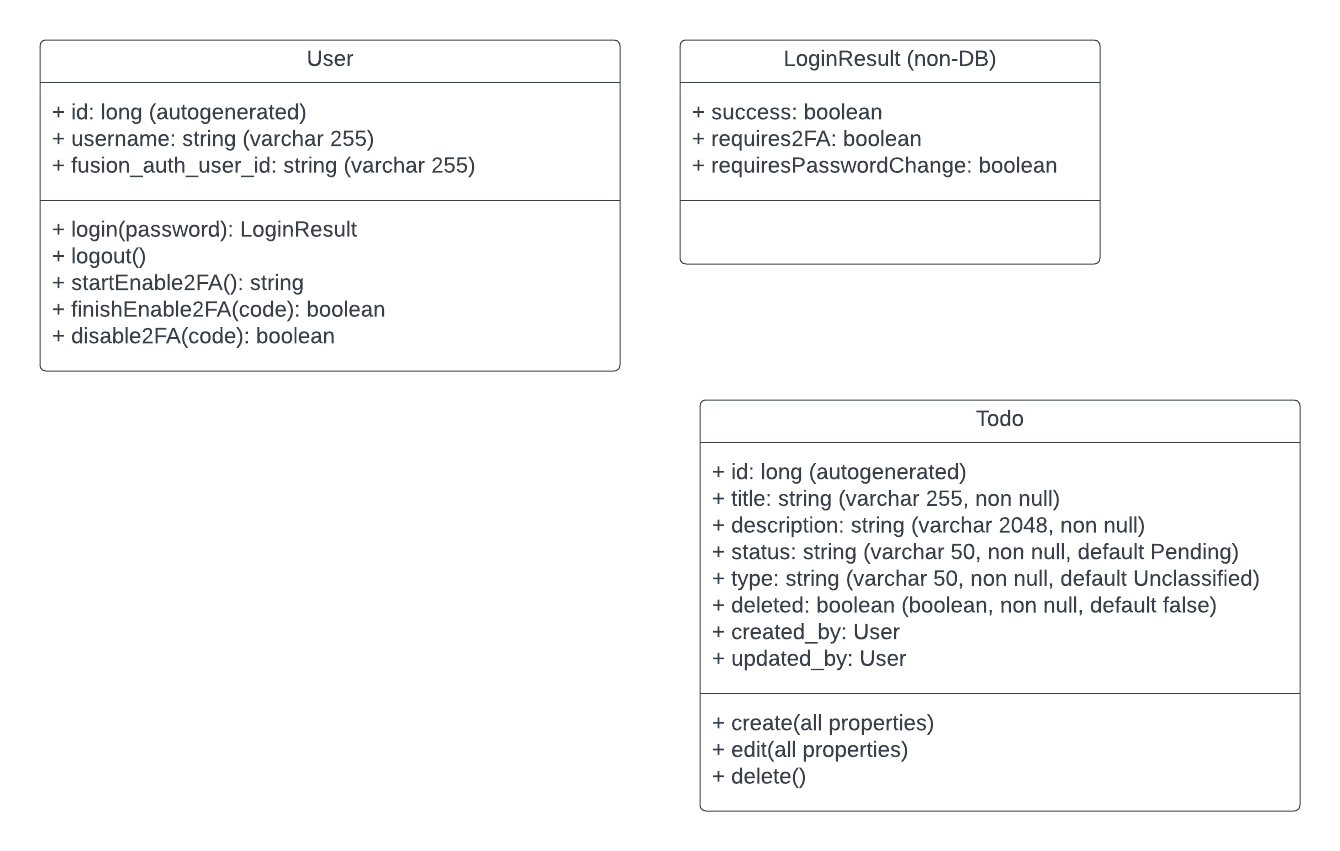 User
+ id: long (autogenerated)
+ username: string (varchar 255)
+ fusion_auth_user_id: string (varchar 255)
+ login(password): LoginResult
+ logout()
+ startEnable2FA(): string
+ finishEnable2FA(code): boolean
+ disable2FA(code): boolean
LoginResult (non-DB)
+ success: boolean
+ requires2FA: boolean
+ requiresPasswordChange: boolean
Todo
+ id: long (autogenerated)
+ title: string (varchar 255, non null)
+ description: string (varchar 2048, non null)
+ status: string (varchar 50, non null, default Pending)
+ type: string (varchar 50, non null, default Unclassified)
+ deleted: boolean (boolean, non null, default false)
+ created_by: User
+ updated_by: User
+ create(all properties)
+ edit(all properties)
+ delete()